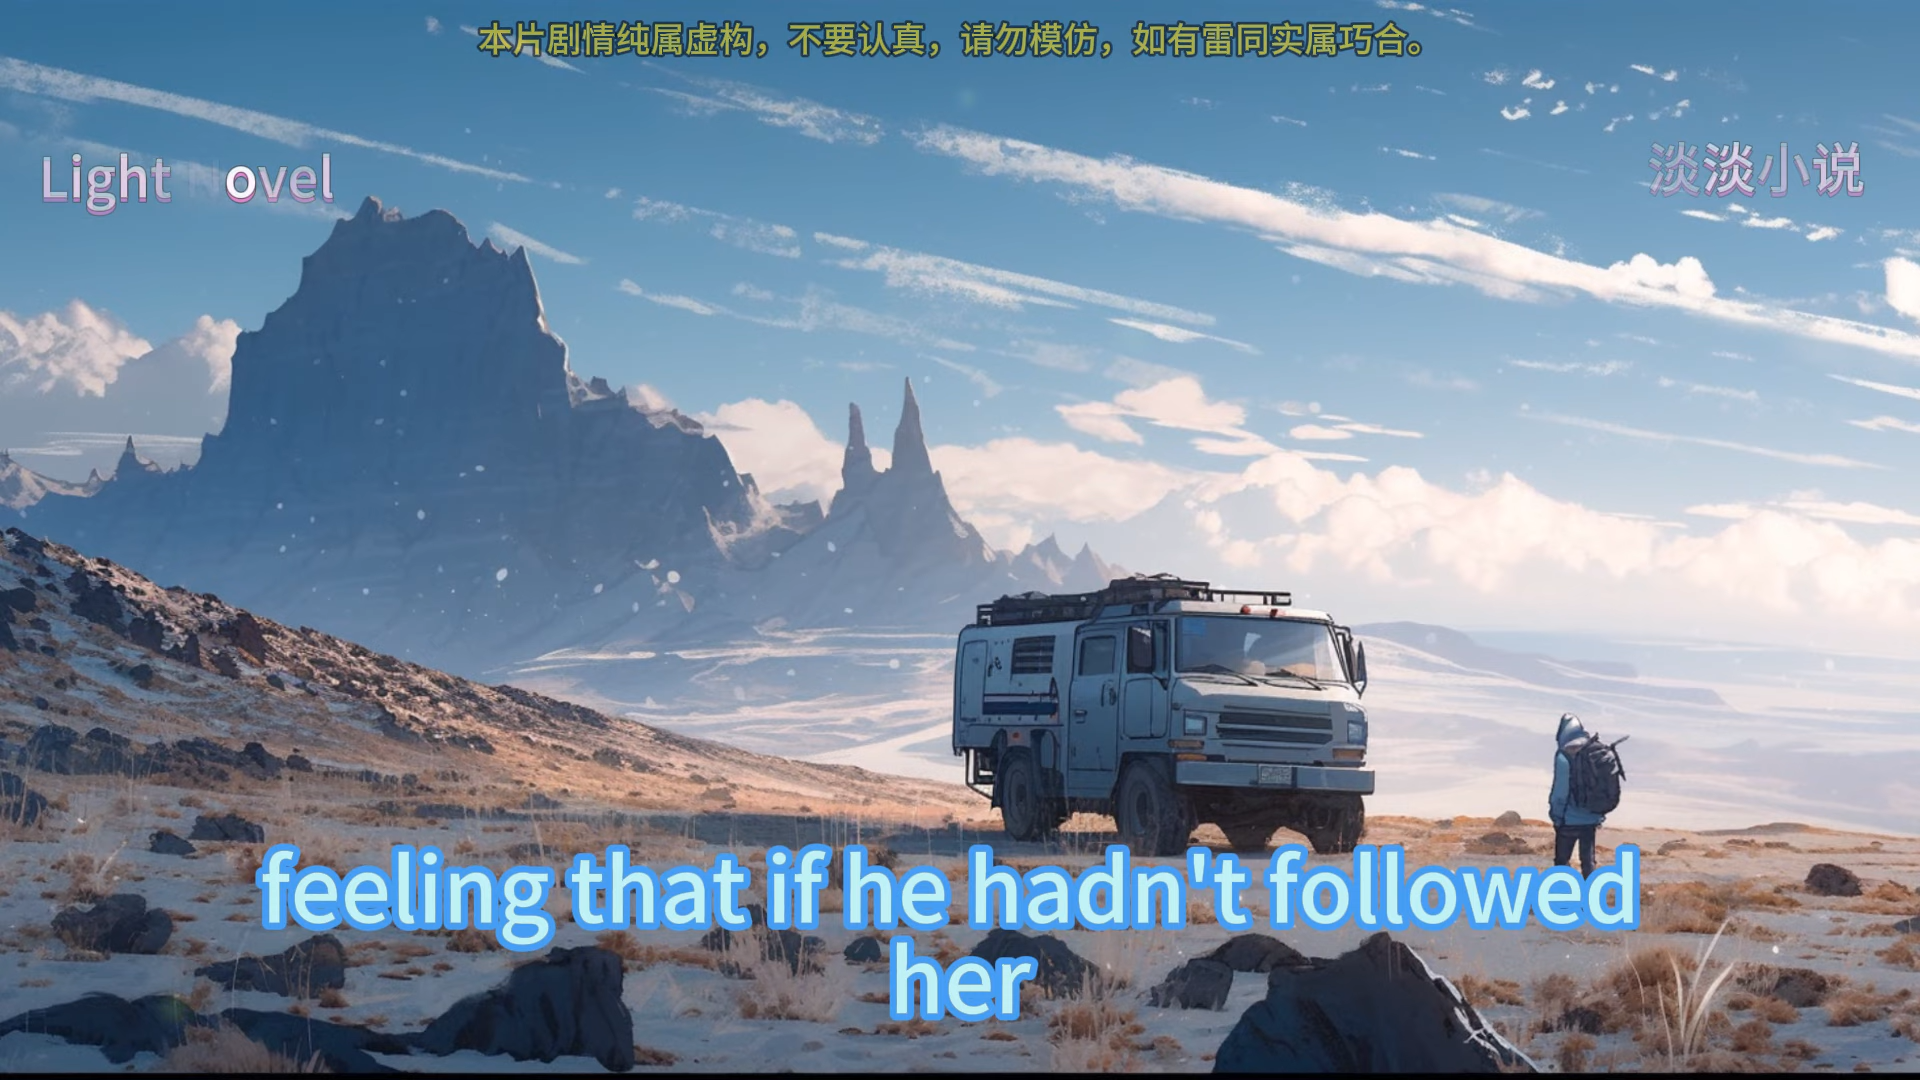 本片剧情纯属虚构，不要认真，请勿模仿，如有雷同实属巧合。
Light Novel
淡淡小说
feeling that if he hadn't followed
her